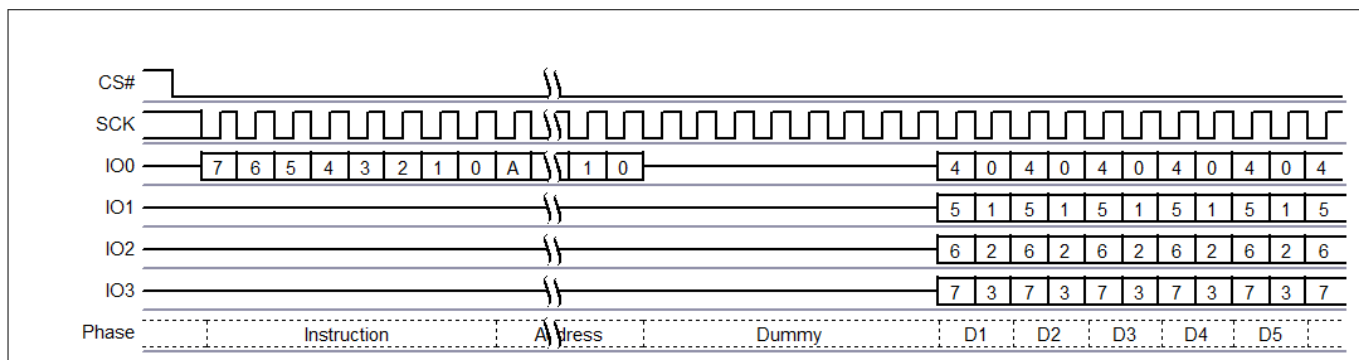 CS#
SCK
IO0 7 6 5 4 3 2 1 0 A 1 0 4 0 4 0 4 0 4 0 4 0 4
IO1 5 1 5 1 5 1 5 1 5 1 5
IO2 6 2 6 2 6 2 6 2 6 2 6
IO3 7 3 7 3 7 3 7 3 7 3 7
Phase Instruction Address Dummy D1 D2 D3 D4 D5